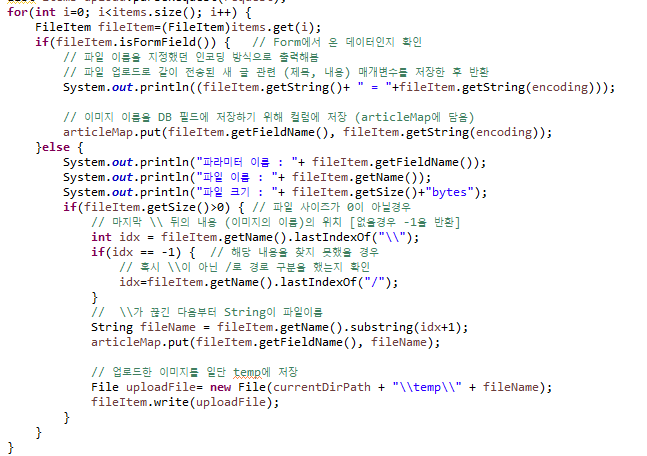 for(int i=0; i<items.size(); i++) {
FileItem fileItem=(FileItem)items.get(i);
if(fileItem.isFormField()) {   // Form에서 온 데이터인지 확인
// 파일 이름을 지정했던 인코딩 방식으로 출력해봄
// 파일 업로드로 같이 전송된 새 글 관련 (제목, 내용) 매개변수를 저장한 후 반환
System.out.println((fileItem.getString()+ " = "+fileItem.getString(encoding)));
// 이미지 이름을 DB 필드에 저장하기 위해 컬럼에 저장 (articleMap에 담음)
articleMap.put(fileItem.getFieldName(), fileItem.getString(encoding));
}else {
System.out.println("파라미터 이름 : "+ fileItem.getFieldName());
System.out.println("파일 이름 : "+ fileItem.getName());
System.out.println("파일 크기 : "+ fileItem.getSize()+"bytes");
if(fileItem.getSize()>0) { // 파일 사이즈가 0이 아닐경우
// 마지막 \\ 뒤의 내용 (이미지의 이름)의 위치 [없을경우 -1을 반환]
int idx = fileItem.getName().lastIndexOf("\\");
if(idx == -1) {  // 해당 내용을 찾지 못했을 경우
// 혹시 \\이 아닌 /로 경로 구분을 했는지 확인
idx=fileItem.getName().lastIndexOf("/");
}
//  \\가 끊긴 다음부터 String이 파일이름
String fileName = fileItem.getName().substring(idx+1);
articleMap.put(fileItem.getFieldName(), fileName);
// 업로드한 이미지를 일단 temp에 저장
File uploadFile= new File(currentDirPath + "\\temp\\" + fileName);
fileItem.write(uploadFile);
}
}
}